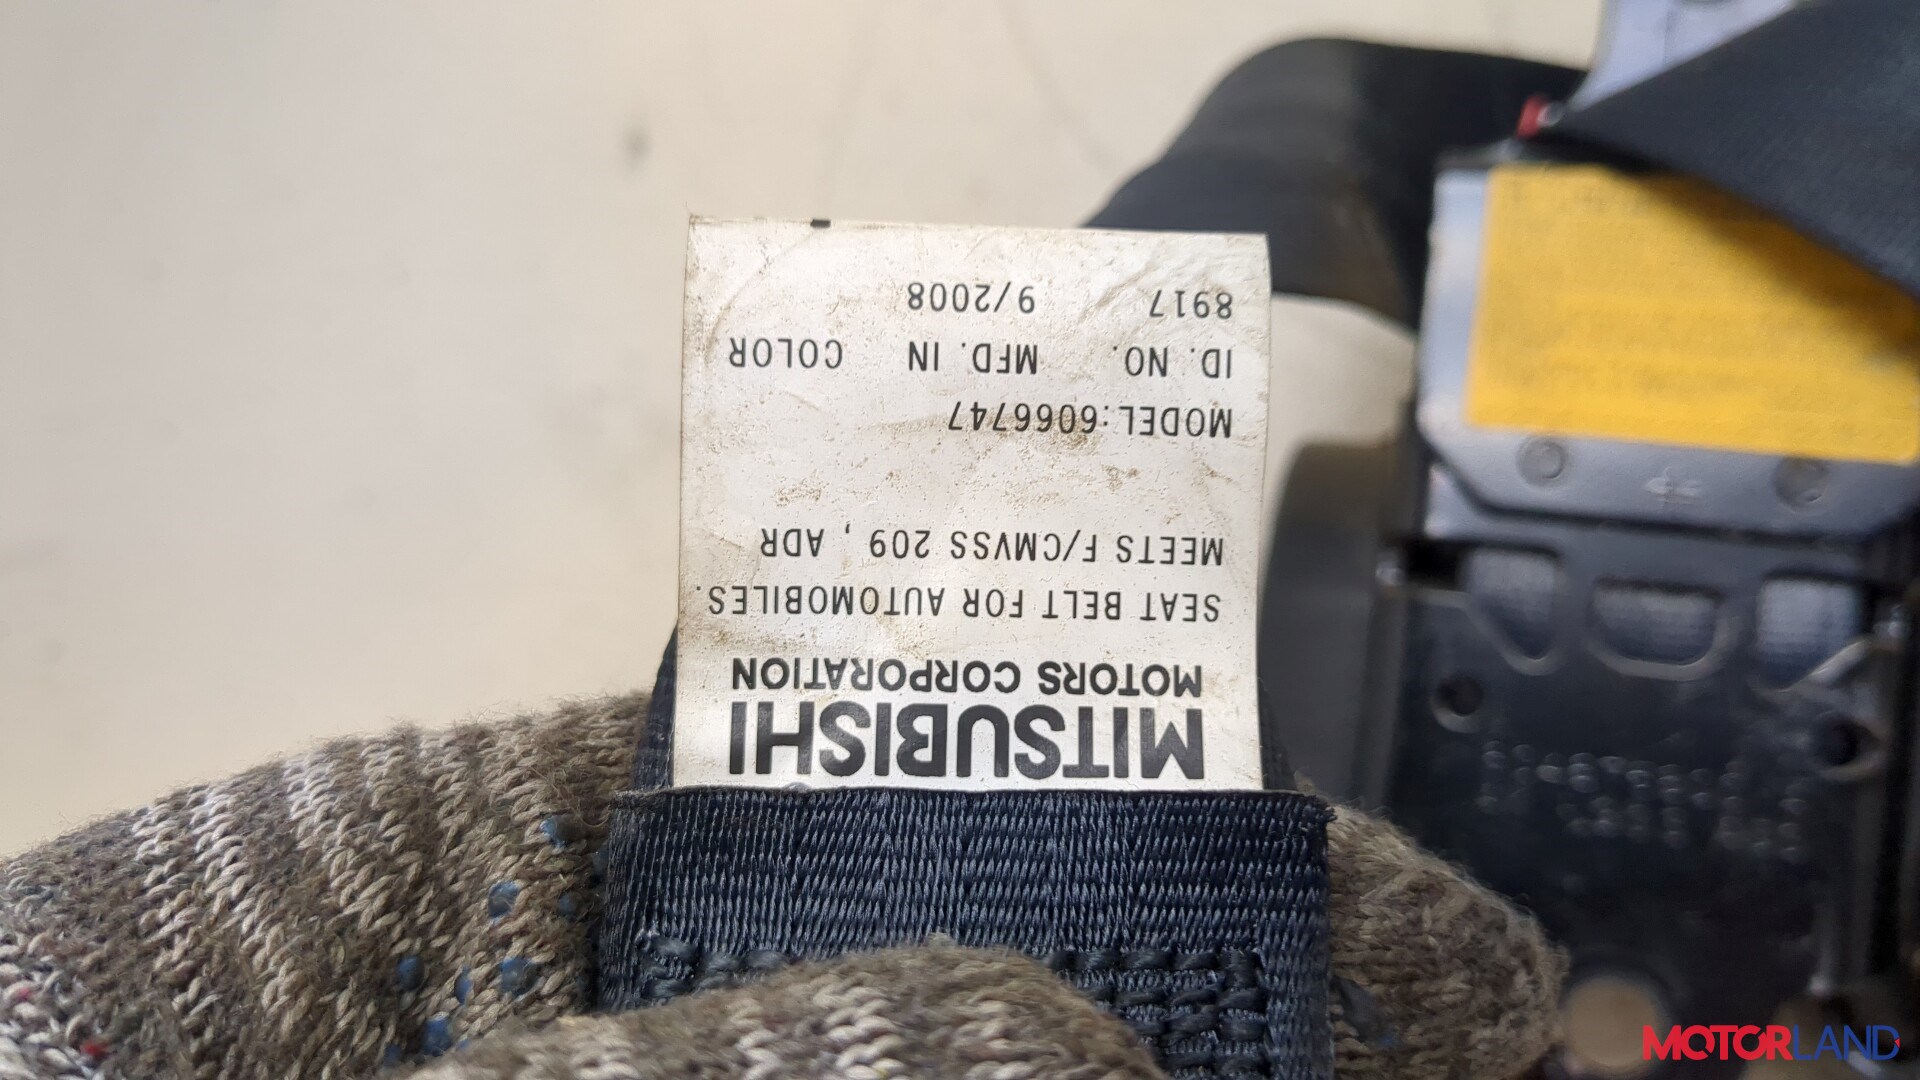 MITSUBISHI
MOTORS CORPORATION
SEAT BELT FOR AUTOMOBILES.
MEETS F/CMVSS 209 , ADR
MODEL:6066747
ID. NO. MFD. IN COLOR
8917 9/2008
MOTORLAND